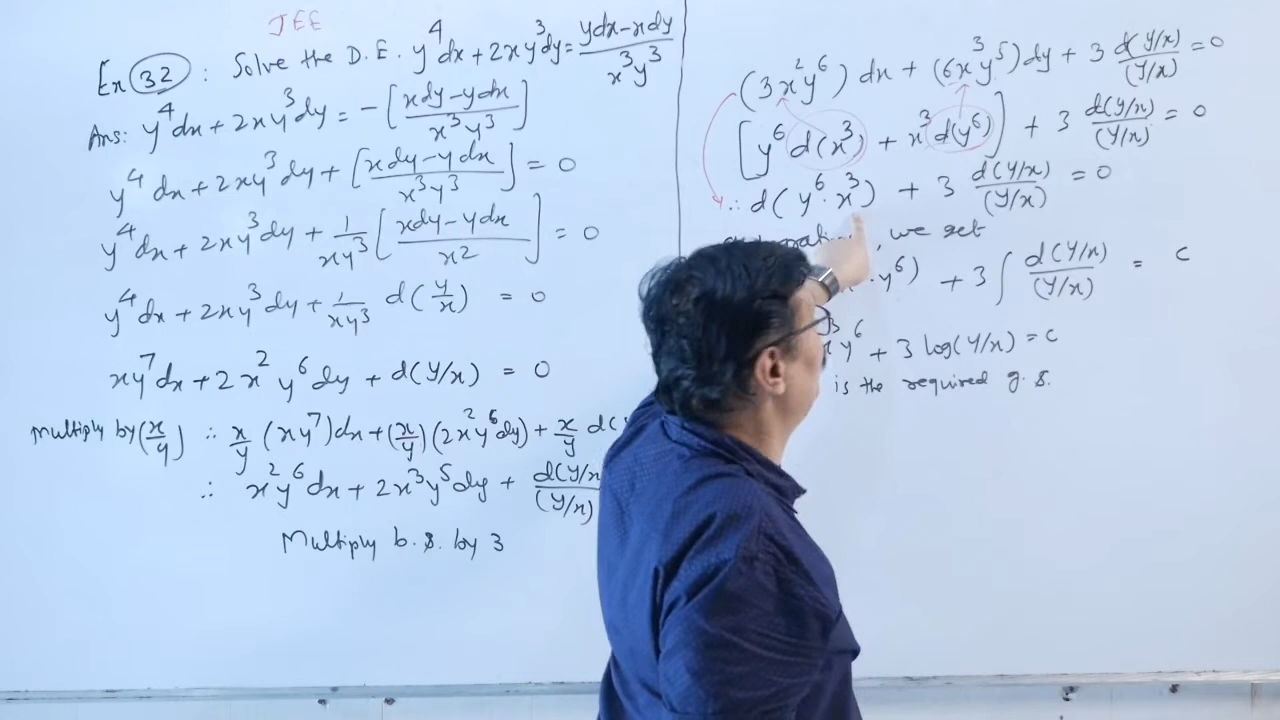 JEE
Ex 32 : Solve the D.E. y⁴dx + 2xy³dy = (ydx - xdy)/(x³y³)
Ans: y⁴dx + 2xy³dy = -[(xdy - ydx)/(x³y³)]
y⁴dx + 2xy³dy + [(xdy - ydx)/(x³y³)] = 0
y⁴dx + 2xy³dy + 1/(xy³) [(xdy - ydx)/x²] = 0
y⁴dx + 2xy³dy + 1/(xy³) d(y/x) = 0
xy⁷dx + 2x²y⁶dy + d(y/x) = 0
Multiply by (x/y) ∴ x/y (xy⁷)dx + (x/y)(2x²y⁶dy) + x/y d(
∴ x²y⁶dx + 2x³y⁵dy + d(y/x)/(y/x)
Multiply b.s. by 3
(3x²y⁶)dx + (6x³y⁵)dy + 3 d(y/x)/(y/x) = 0
[y⁶d(x³) + x³d(y⁶)] + 3 d(y/x)/(y/x) = 0
∴ d(y⁶·x³) + 3 d(y/x)/(y/x) = 0
, we get
·y⁶) + 3∫ d(y/x)/(y/x) = c
x³y⁶ + 3 log(y/x) = c
is the required g.s.